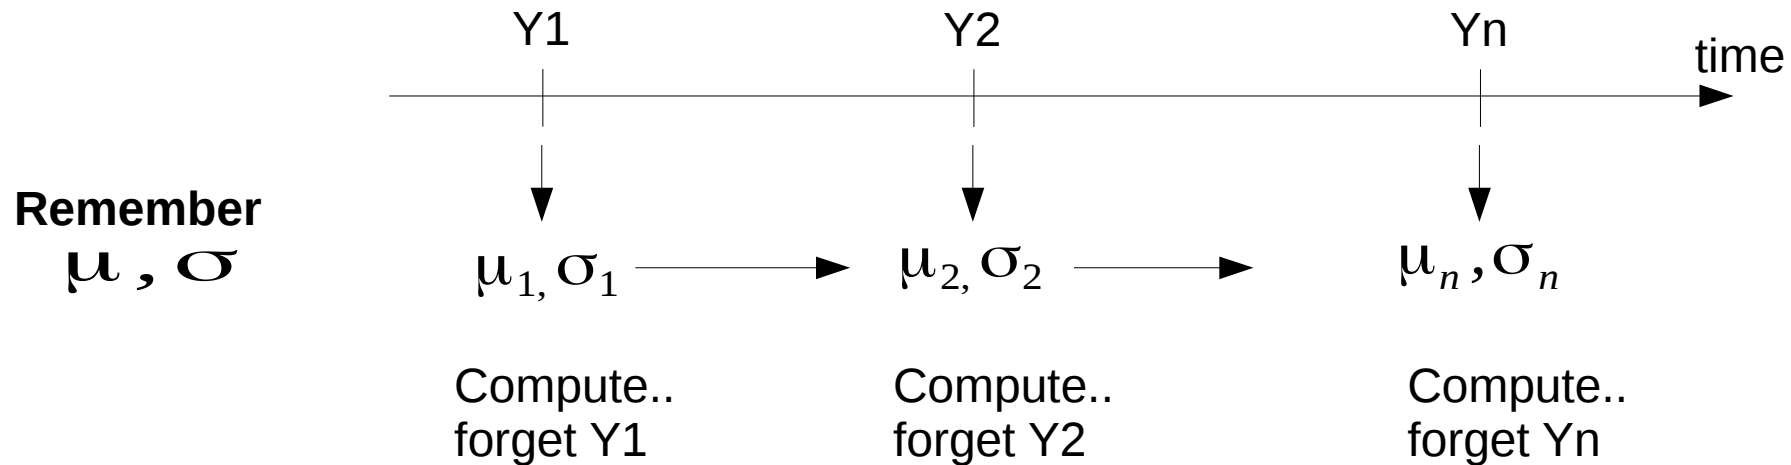 Y1 Y2 Yn
time
Remember
μ , σ
μ₁, σ₁ μ₂, σ₂ μₙ , σₙ
Compute.. Compute.. Compute..
forget Y1 forget Y2 forget Yn